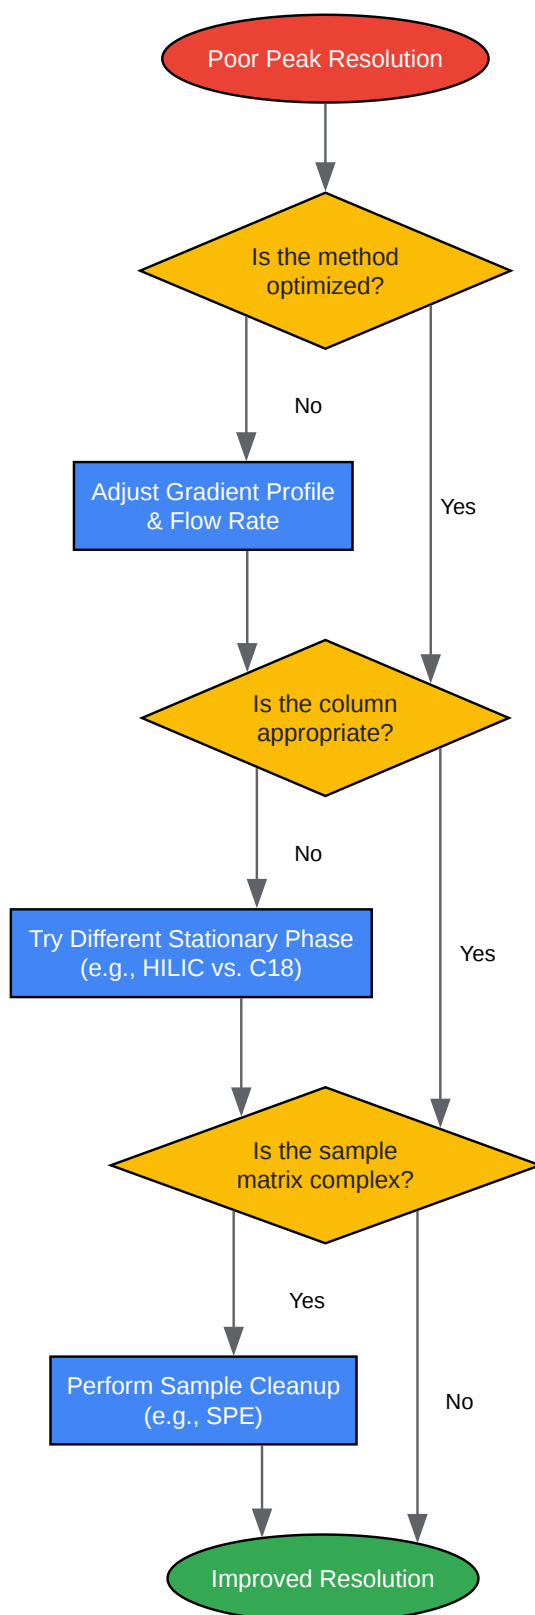 Poor Peak Resolution
Is the method
optimized?
No
Adjust Gradient Profile
& Flow Rate
Yes
Is the column
appropriate?
No
Try Different Stationary Phase
(e.g., HILIC vs. C18)
Yes
Is the sample
matrix complex?
Yes
Perform Sample Cleanup
(e.g., SPE)
No
Improved Resolution